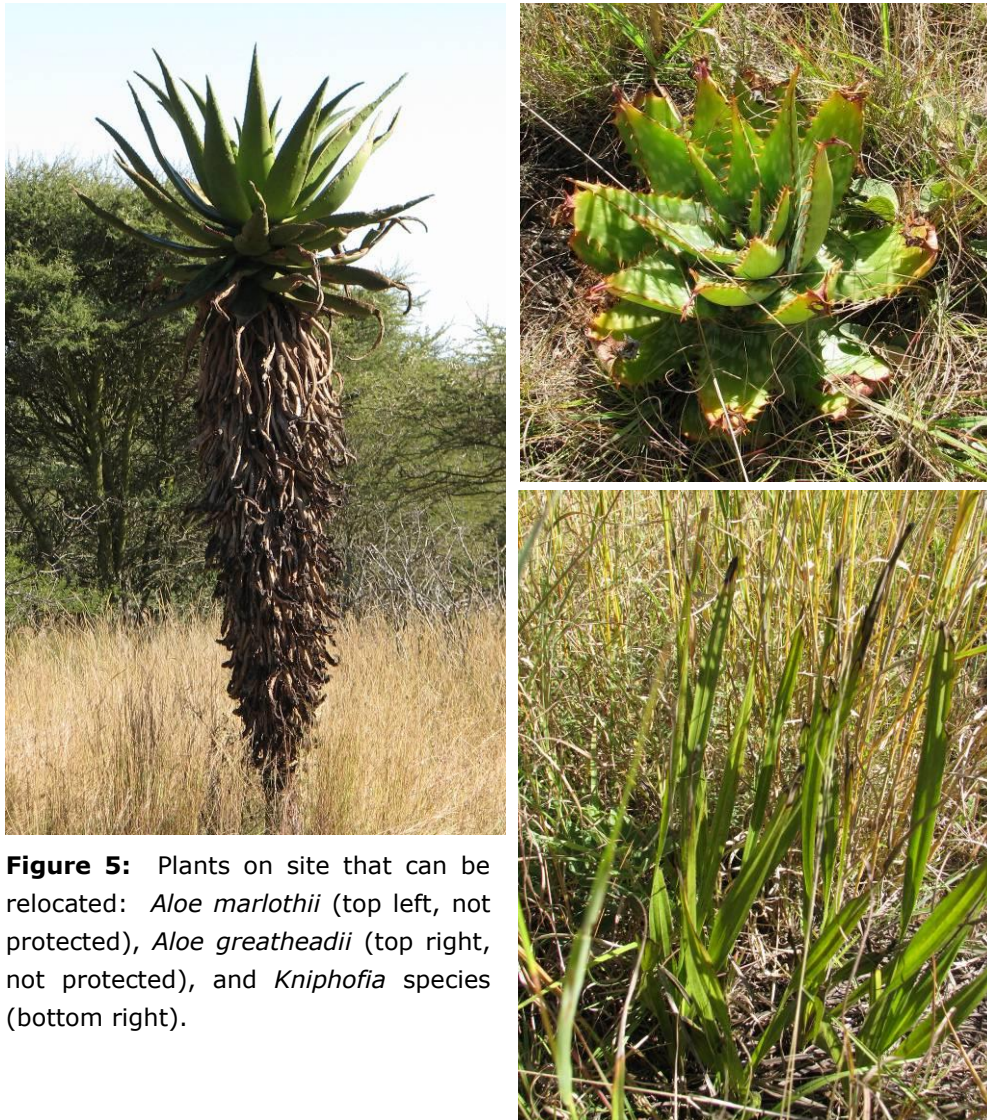 Figure 5: Plants on site that can be
relocated: Aloe marlothii (top left, not
protected), Aloe greatheadii (top right,
not protected), and Kniphofia species
(bottom right).